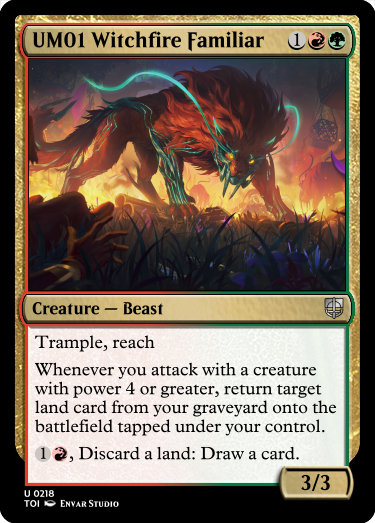 UM01 Witchfire Familiar 1
Creature — Beast
Trample, reach
Whenever you attack with a creature
with power 4 or greater, return target
land card from your graveyard onto the
battlefield tapped under your control.
1, Discard a land: Draw a card.
3/3
U 0218
TOI Envar Studio